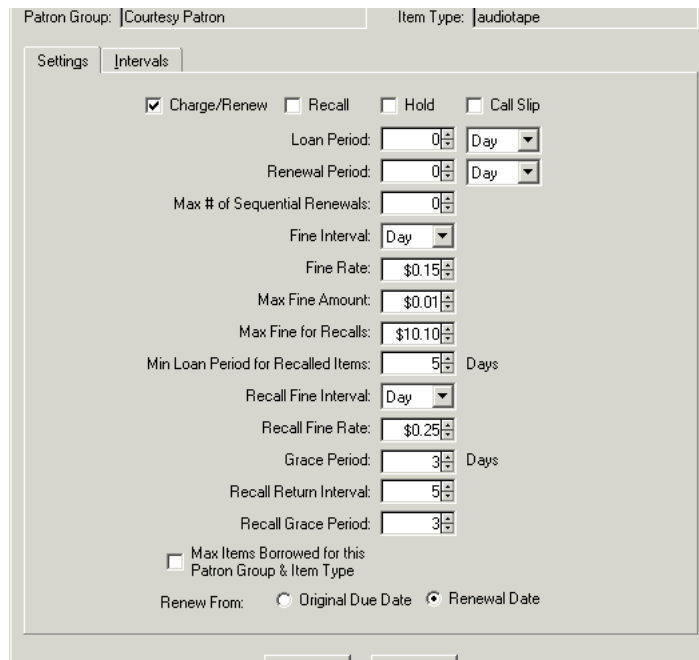 Patron Group: Courtesy Patron Item Type: audiotape
Settings Intervals
Charge/Renew Recall Hold Call Slip
Loan Period: 0 Day
Renewal Period: 0 Day
Max # of Sequential Renewals: 0
Fine Interval: Day
Fine Rate: $0.15
Max Fine Amount: $0.01
Max Fine for Recalls: $10.10
Min Loan Period for Recalled Items: 5 Days
Recall Fine Interval: Day
Recall Fine Rate: $0.25
Grace Period: 3 Days
Recall Return Interval: 5
Recall Grace Period: 3
Max Items Borrowed for this
Patron Group & Item Type
Renew From: Original Due Date Renewal Date